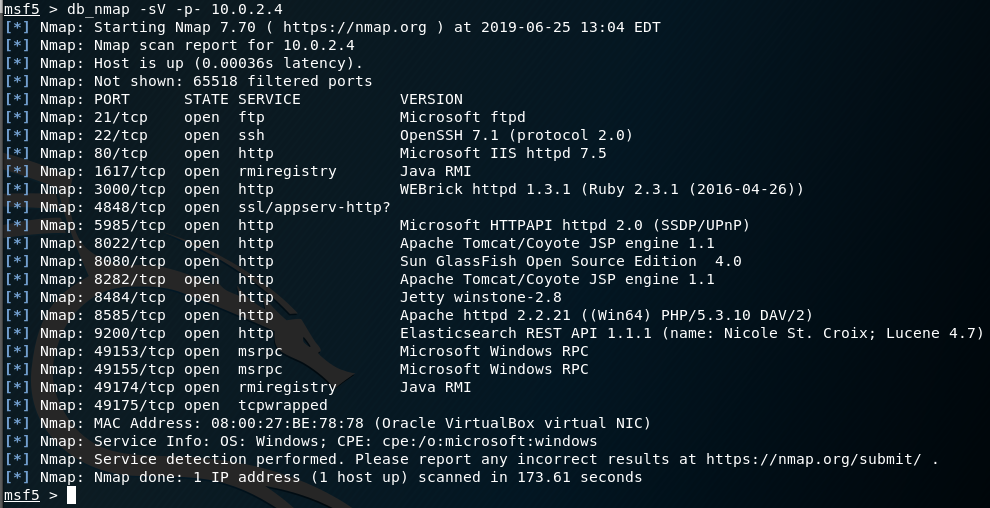 msf5 > db_nmap -sV -p- 10.0.2.4
[*] Nmap: Starting Nmap 7.70 ( https://nmap.org ) at 2019-06-25 13:04 EDT
[*] Nmap: Nmap scan report for 10.0.2.4
[*] Nmap: Host is up (0.00036s latency).
[*] Nmap: Not shown: 65518 filtered ports
[*] Nmap: PORT      STATE SERVICE           VERSION
[*] Nmap: 21/tcp    open  ftp               Microsoft ftpd
[*] Nmap: 22/tcp    open  ssh               OpenSSH 7.1 (protocol 2.0)
[*] Nmap: 80/tcp    open  http              Microsoft IIS httpd 7.5
[*] Nmap: 1617/tcp  open  rmiregistry       Java RMI
[*] Nmap: 3000/tcp  open  http              WEBrick httpd 1.3.1 (Ruby 2.3.1 (2016-04-26))
[*] Nmap: 4848/tcp  open  ssl/appserv-http?
[*] Nmap: 5985/tcp  open  http              Microsoft HTTPAPI httpd 2.0 (SSDP/UPnP)
[*] Nmap: 8022/tcp  open  http              Apache Tomcat/Coyote JSP engine 1.1
[*] Nmap: 8080/tcp  open  http              Sun GlassFish Open Source Edition  4.0
[*] Nmap: 8282/tcp  open  http              Apache Tomcat/Coyote JSP engine 1.1
[*] Nmap: 8484/tcp  open  http              Jetty winstone-2.8
[*] Nmap: 8585/tcp  open  http              Apache httpd 2.2.21 ((Win64) PHP/5.3.10 DAV/2)
[*] Nmap: 9200/tcp  open  http              Elasticsearch REST API 1.1.1 (name: Nicole St. Croix; Lucene 4.7)
[*] Nmap: 49153/tcp open  msrpc             Microsoft Windows RPC
[*] Nmap: 49155/tcp open  msrpc             Microsoft Windows RPC
[*] Nmap: 49174/tcp open  rmiregistry       Java RMI
[*] Nmap: 49175/tcp open  tcpwrapped
[*] Nmap: MAC Address: 08:00:27:BE:78:78 (Oracle VirtualBox virtual NIC)
[*] Nmap: Service Info: OS: Windows; CPE: cpe:/o:microsoft:windows
[*] Nmap: Service detection performed. Please report any incorrect results at https://nmap.org/submit/ .
[*] Nmap: Nmap done: 1 IP address (1 host up) scanned in 173.61 seconds
msf5 >